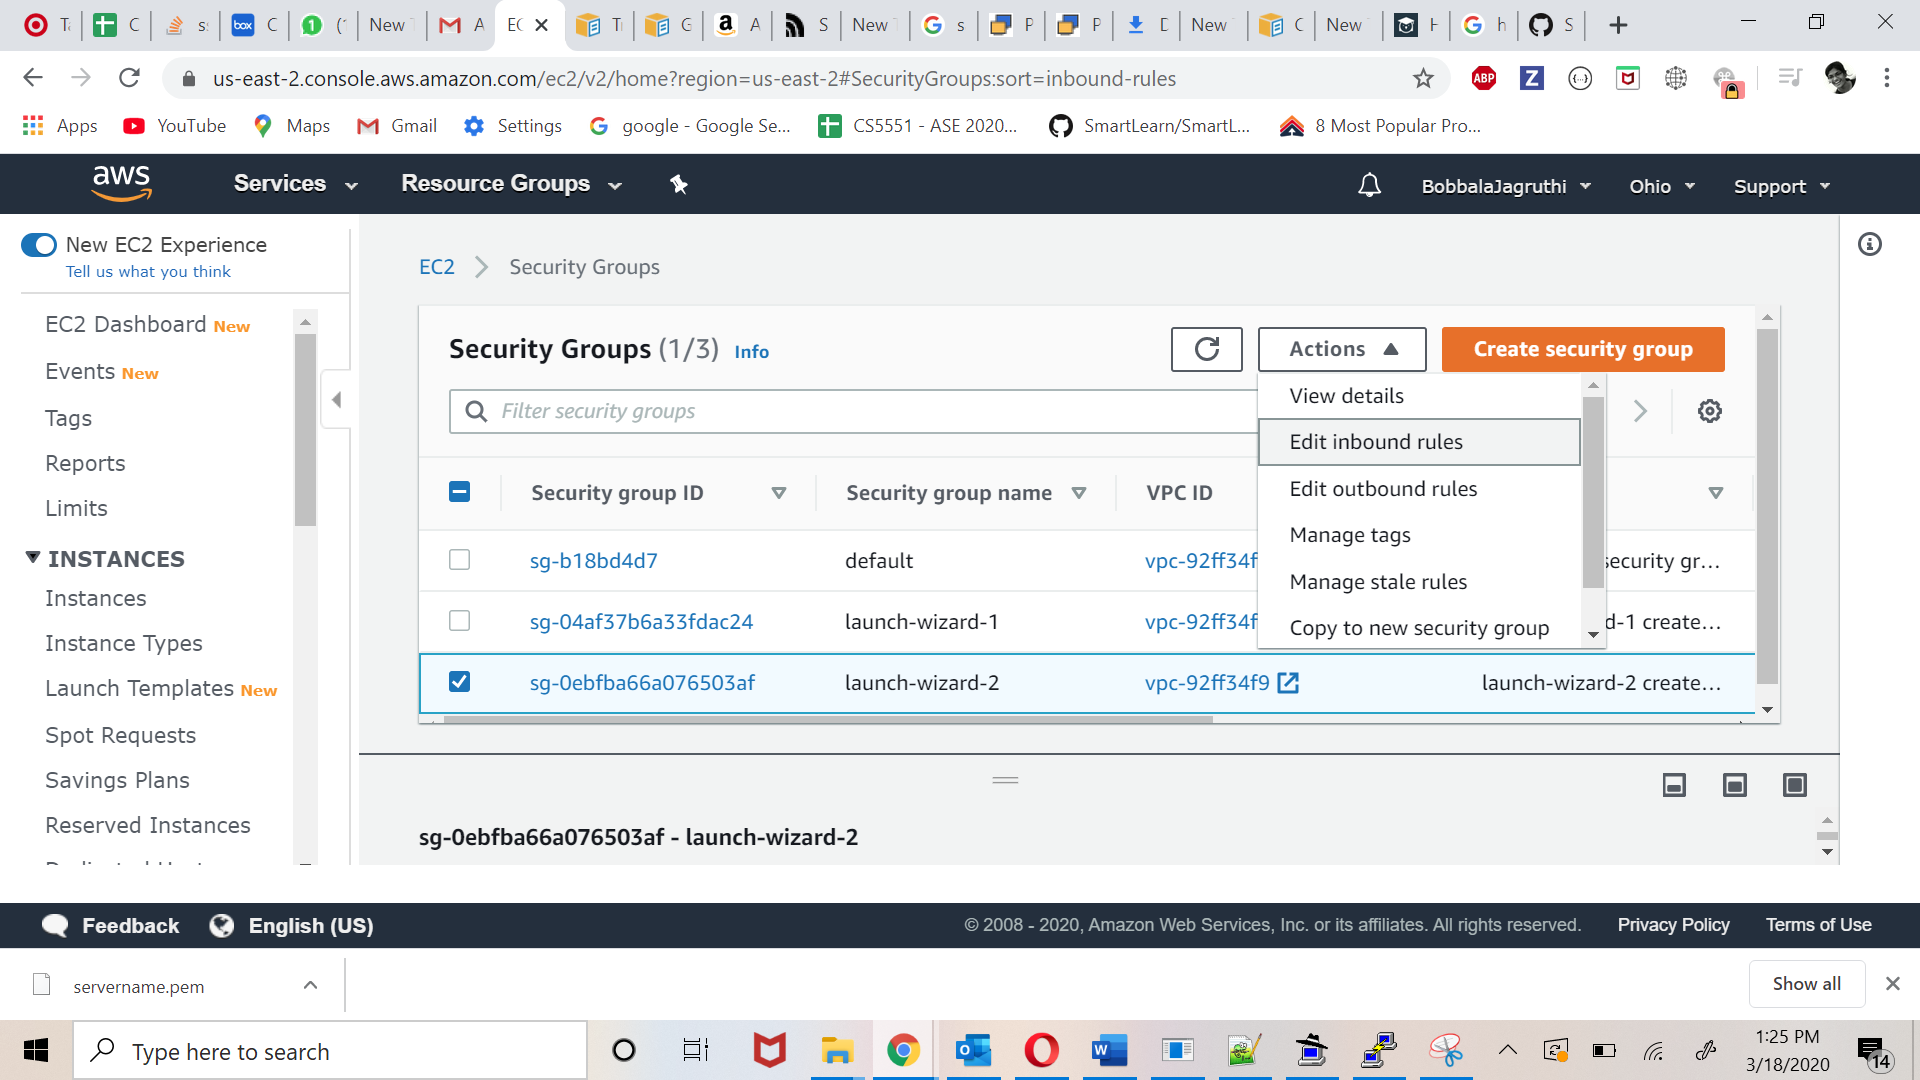 us-east-2.console.aws.amazon.com/ec2/v2/home?region=us-east-2#SecurityGroups:sort=inbound-rules
ABP
Apps
YouTube
Maps
Gmail
Settings
google - Google Se...
CS5551 - ASE 2020...
SmartLearn/SmartL...
8 Most Popular Pro...
aws
Services
Resource Groups
BobbalaJagruthi
Ohio
Support
New EC2 Experience
Tell us what you think
EC2 Dashboard New
Events New
Tags
Reports
Limits
INSTANCES
Instances
Instance Types
Launch Templates New
Spot Requests
Savings Plans
Reserved Instances
EC2
Security Groups
Security Groups (1/3) Info
Actions
Create security group
Filter security groups
View details
Edit inbound rules
Edit outbound rules
Manage tags
Manage stale rules
Copy to new security group
Security group ID
Security group name
VPC ID
sg-b18bd4d7
default
vpc-92ff34f
security gr...
sg-04af37b6a33fdac24
launch-wizard-1
vpc-92ff34f
d-1 create...
sg-0ebfba66a076503af
launch-wizard-2
vpc-92ff34f9
launch-wizard-2 create...
sg-0ebfba66a076503af - launch-wizard-2
Feedback
English (US)
© 2008 - 2020, Amazon Web Services, Inc. or its affiliates. All rights reserved.
Privacy Policy
Terms of Use
servername.pem
Show all
Type here to search
1:25 PM
3/18/2020
14